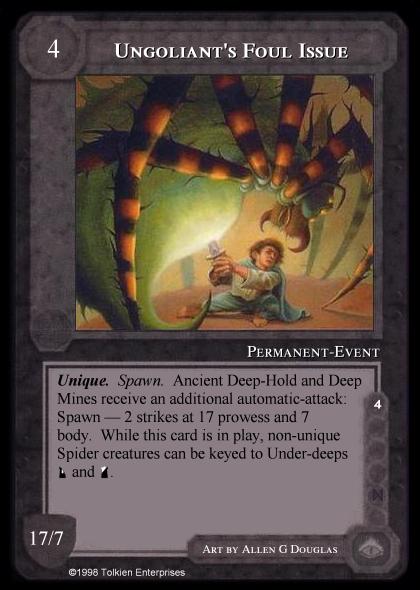 4
Ungoliant's Foul Issue
Permanent-Event
Unique. Spawn. Ancient Deep-Hold and Deep
Mines receive an additional automatic-attack:
Spawn — 2 strikes at 17 prowess and 7
body. While this card is in play, non-unique
Spider creatures can be keyed to Under-deeps
and .
4
N
17/7
Art by Allen G Douglas
©1998 Tolkien Enterprises